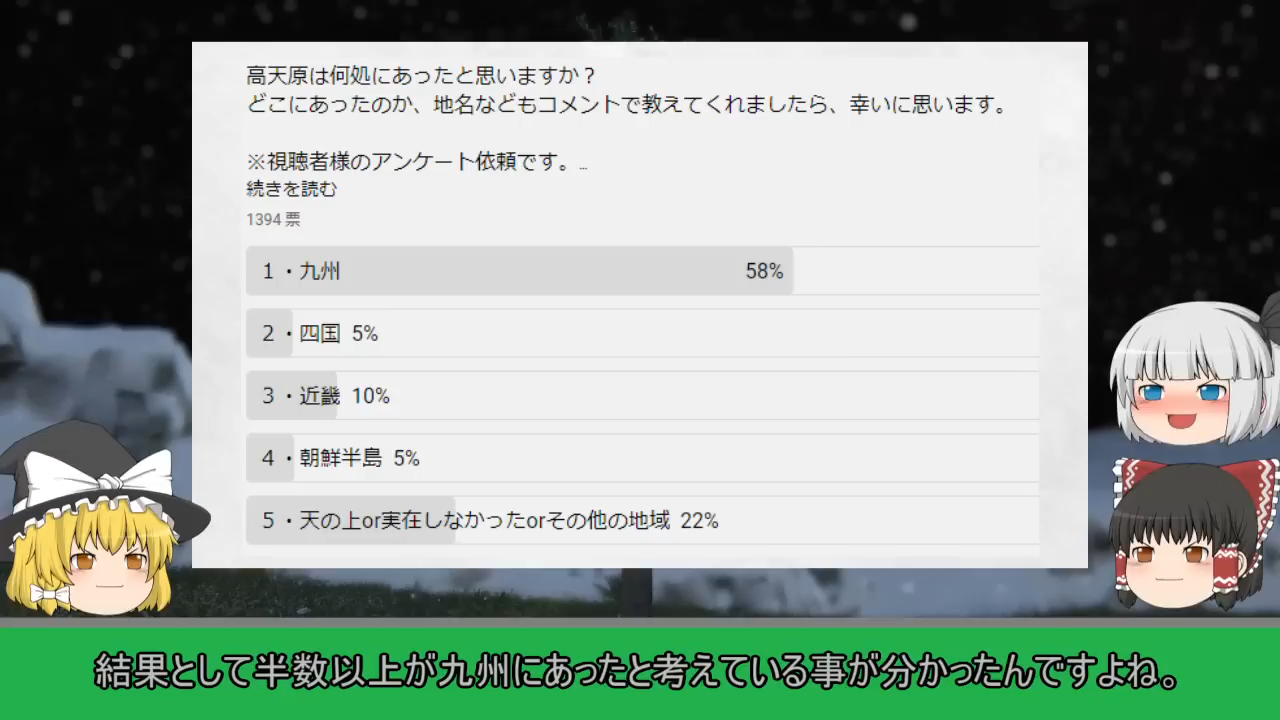 高天原は何処にあったと思いますか？
どこにあったのか、地名などもコメントで教えてくれましたら、幸いに思います。
※視聴者様のアンケート依頼です。...
続きを読む
1394 票
1・九州 58%
2・四国 5%
3・近畿 10%
4・朝鮮半島 5%
5・天の上or実在しなかったorその他の地域 22%
結果として半数以上が九州にあったと考えている事が分かったんですよね。